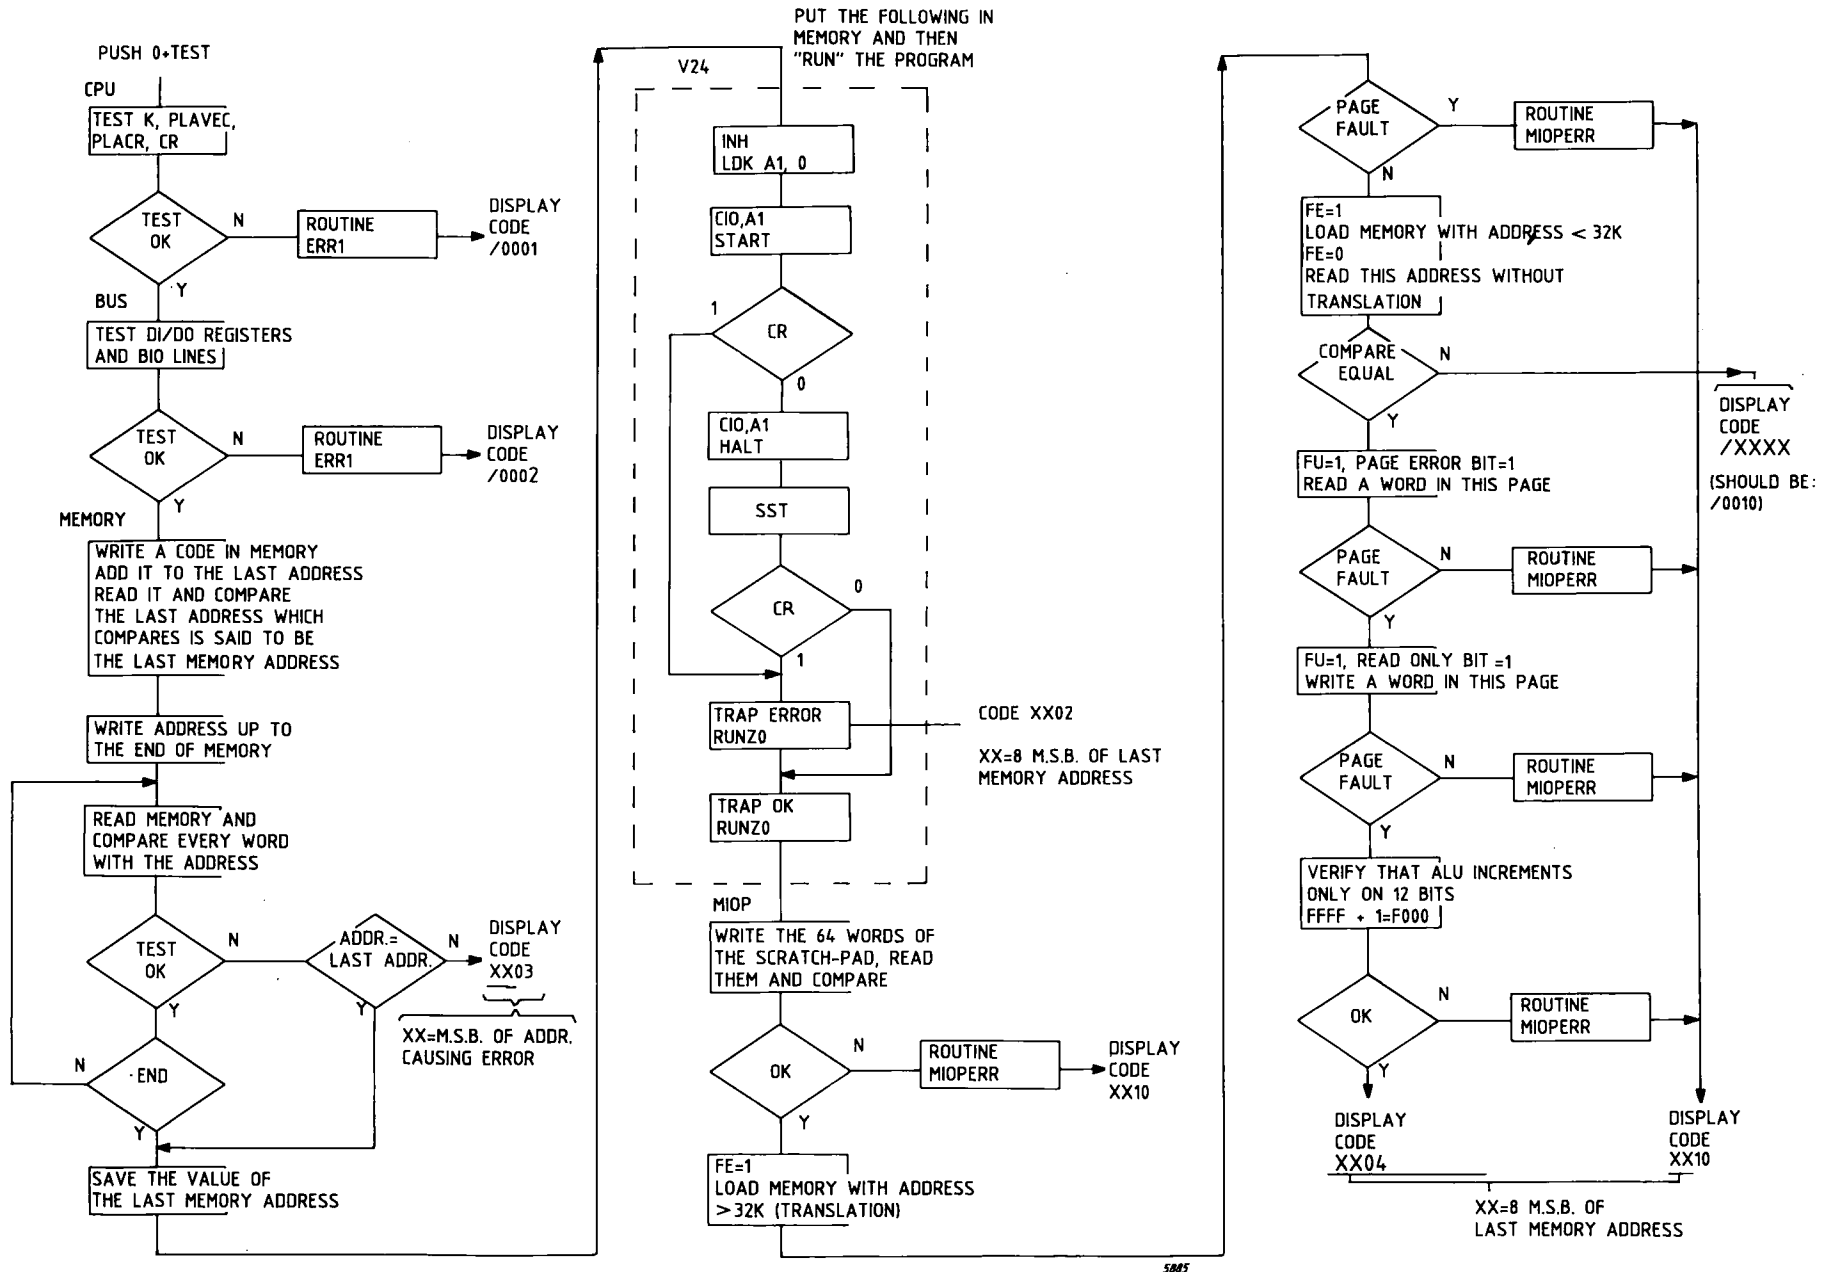 PUSH 0+TEST
CPU
TEST K, PLAVEC,
PLACR, CR
TEST
OK
N
Y
ROUTINE
ERR1
DISPLAY
CODE
/0001
BUS
TEST DI/DO REGISTERS
AND BIO LINES
TEST
OK
N
Y
ROUTINE
ERR1
DISPLAY
CODE
/0002
MEMORY
WRITE A CODE IN MEMORY
ADD IT TO THE LAST ADDRESS
READ IT AND COMPARE
THE LAST ADDRESS WHICH
COMPARES IS SAID TO BE
THE LAST MEMORY ADDRESS
WRITE ADDRESS UP TO
THE END OF MEMORY
READ MEMORY AND
COMPARE EVERY WORD
WITH THE ADDRESS
TEST
OK
N
Y
ADDR.=
LAST ADDR.
N
Y
DISPLAY
CODE
XX03
XX=M.S.B. OF ADDR.
CAUSING ERROR
END
N
Y
SAVE THE VALUE OF
THE LAST MEMORY ADDRESS
PUT THE FOLLOWING IN
MEMORY AND THEN
"RUN" THE PROGRAM
V24
INH
LDK A1, 0
CIO,A1
START
1
CR
0
CIO,A1
HALT
SST
CR
0
1
TRAP ERROR
RUNZ0
CODE XX02
XX=8 M.S.B. OF LAST
MEMORY ADDRESS
TRAP OK
RUNZ0
MIOP
WRITE THE 64 WORDS OF
THE SCRATCH-PAD, READ
THEM AND COMPARE
OK
N
Y
ROUTINE
MIOPERR
DISPLAY
CODE
XX10
FE=1
LOAD MEMORY WITH ADDRESS
>32K (TRANSLATION)
PAGE
FAULT
Y
N
ROUTINE
MIOPERR
FE=1
LOAD MEMORY WITH ADDRESS < 32K
FE=0
READ THIS ADDRESS WITHOUT
TRANSLATION
COMPARE
EQUAL
N
Y
DISPLAY
CODE
/XXXX
(SHOULD BE:
/0010)
FU=1, PAGE ERROR BIT=1
READ A WORD IN THIS PAGE
PAGE
FAULT
N
Y
ROUTINE
MIOPERR
FU=1, READ ONLY BIT =1
WRITE A WORD IN THIS PAGE
PAGE
FAULT
N
Y
ROUTINE
MIOPERR
VERIFY THAT ALU INCREMENTS
ONLY ON 12 BITS
FFFF + 1=F000
OK
N
Y
ROUTINE
MIOPERR
DISPLAY
CODE
XX04
DISPLAY
CODE
XX10
XX=8 M.S.B. OF
LAST MEMORY ADDRESS
5885